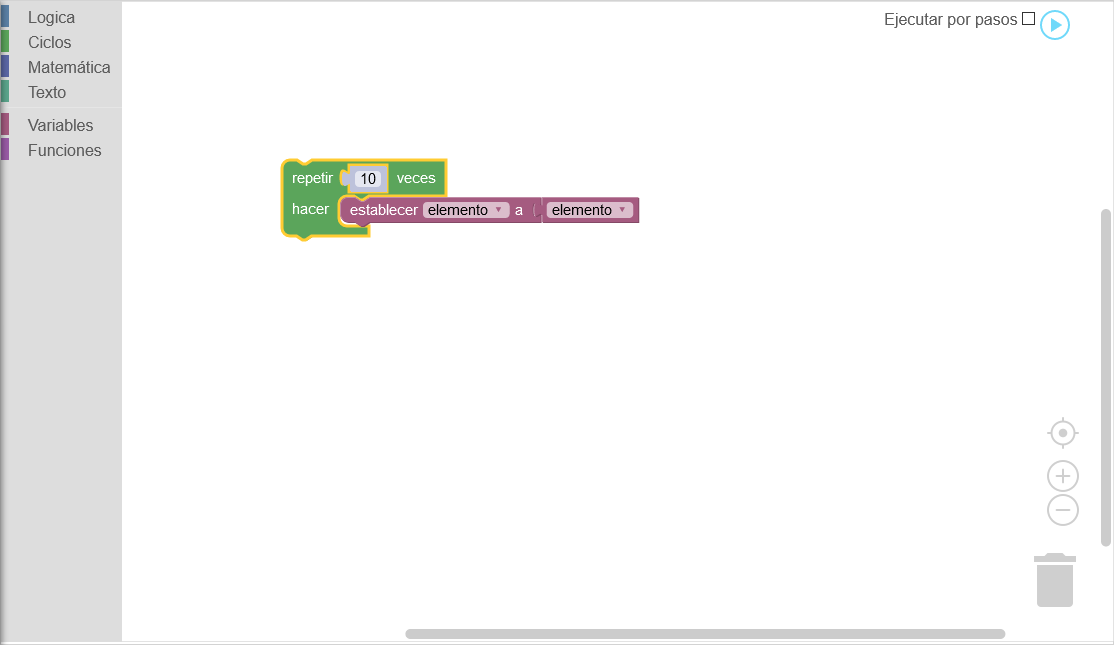 Logica
Ciclos
Matemática
Texto
Variables
Funciones
Ejecutar por pasos
repetir 10 veces
hacer establecer elemento a elemento